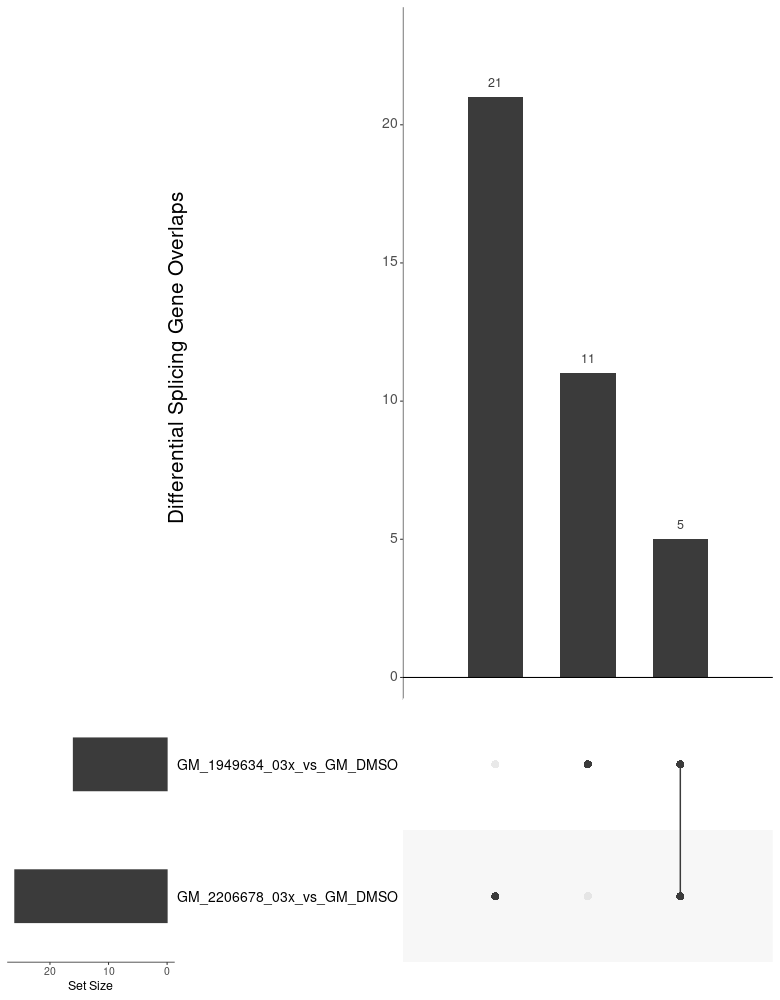 Differential Splicing Gene Overlaps
21
20
15
11
10
5
5
0
GM_1949634_03x_vs_GM_DMSO
GM_2206678_03x_vs_GM_DMSO
20 10 0
Set Size